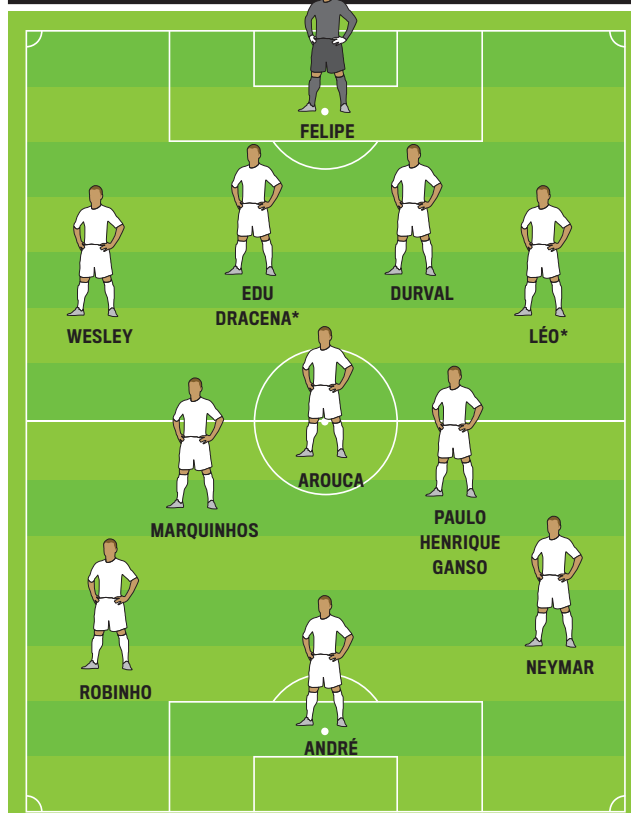 FELIPE
EDU
DRACENA*
DURVAL
WESLEY
LÉO*
AROUCA
MARQUINHOS
PAULO
HENRIQUE
GANSO
NEYMAR
ROBINHO
ANDRÉ